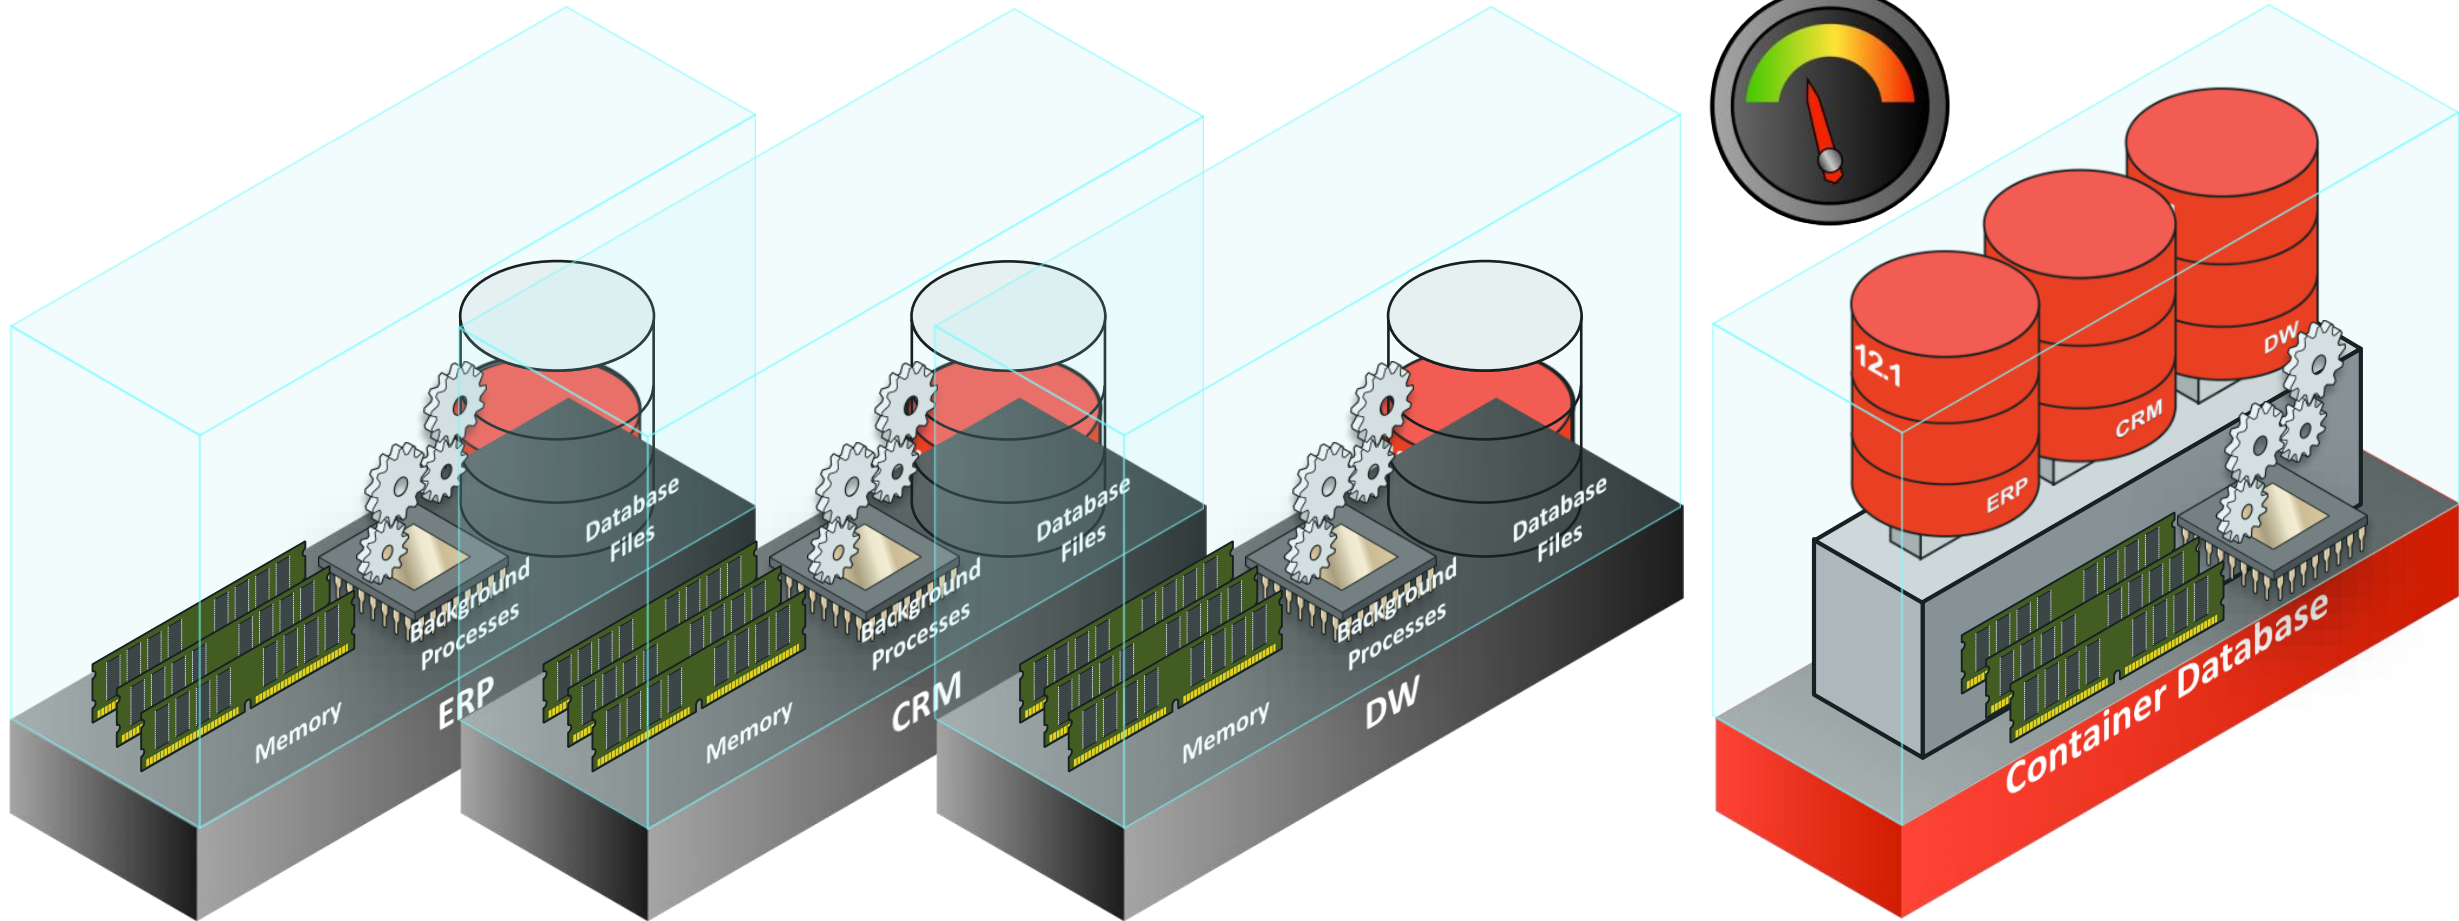 Database
Files
Background
Processes
Memory
ERP
Database
Files
Background
Processes
Memory
CRM
Database
Files
Background
Processes
Memory
DW
12.1
ERP
CRM
DW
Container Database